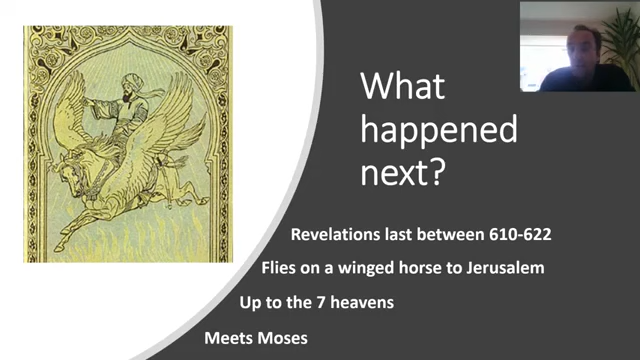 What
happened
next?
Revelations last between 610-622
Flies on a winged horse to Jerusalem
Up to the 7 heavens
Meets Moses